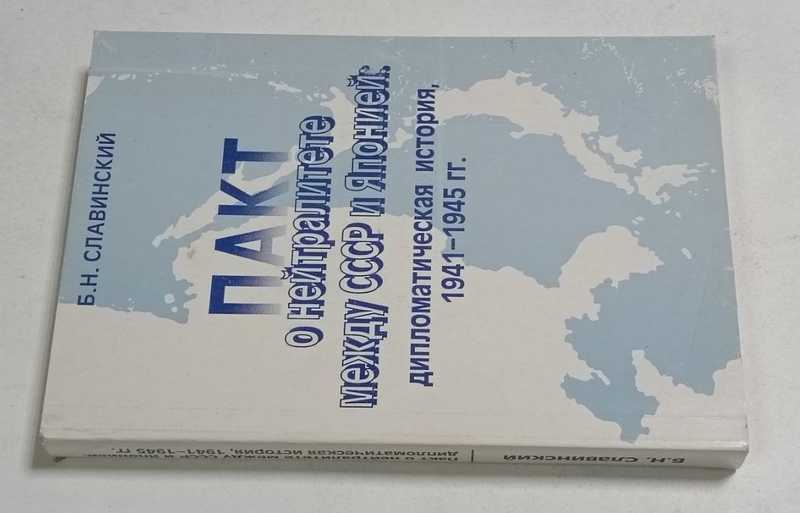 Б.Н. СЛАВИНСКИЙ
ПАКТ
о нейтралитете
между СССР и Японией:
дипломатическая история,
1941–1945 гг.
Б.Н. Славинский
Пакт о нейтралитете между СССР и Японией:
дипломатическая история, 1941–1945 гг.